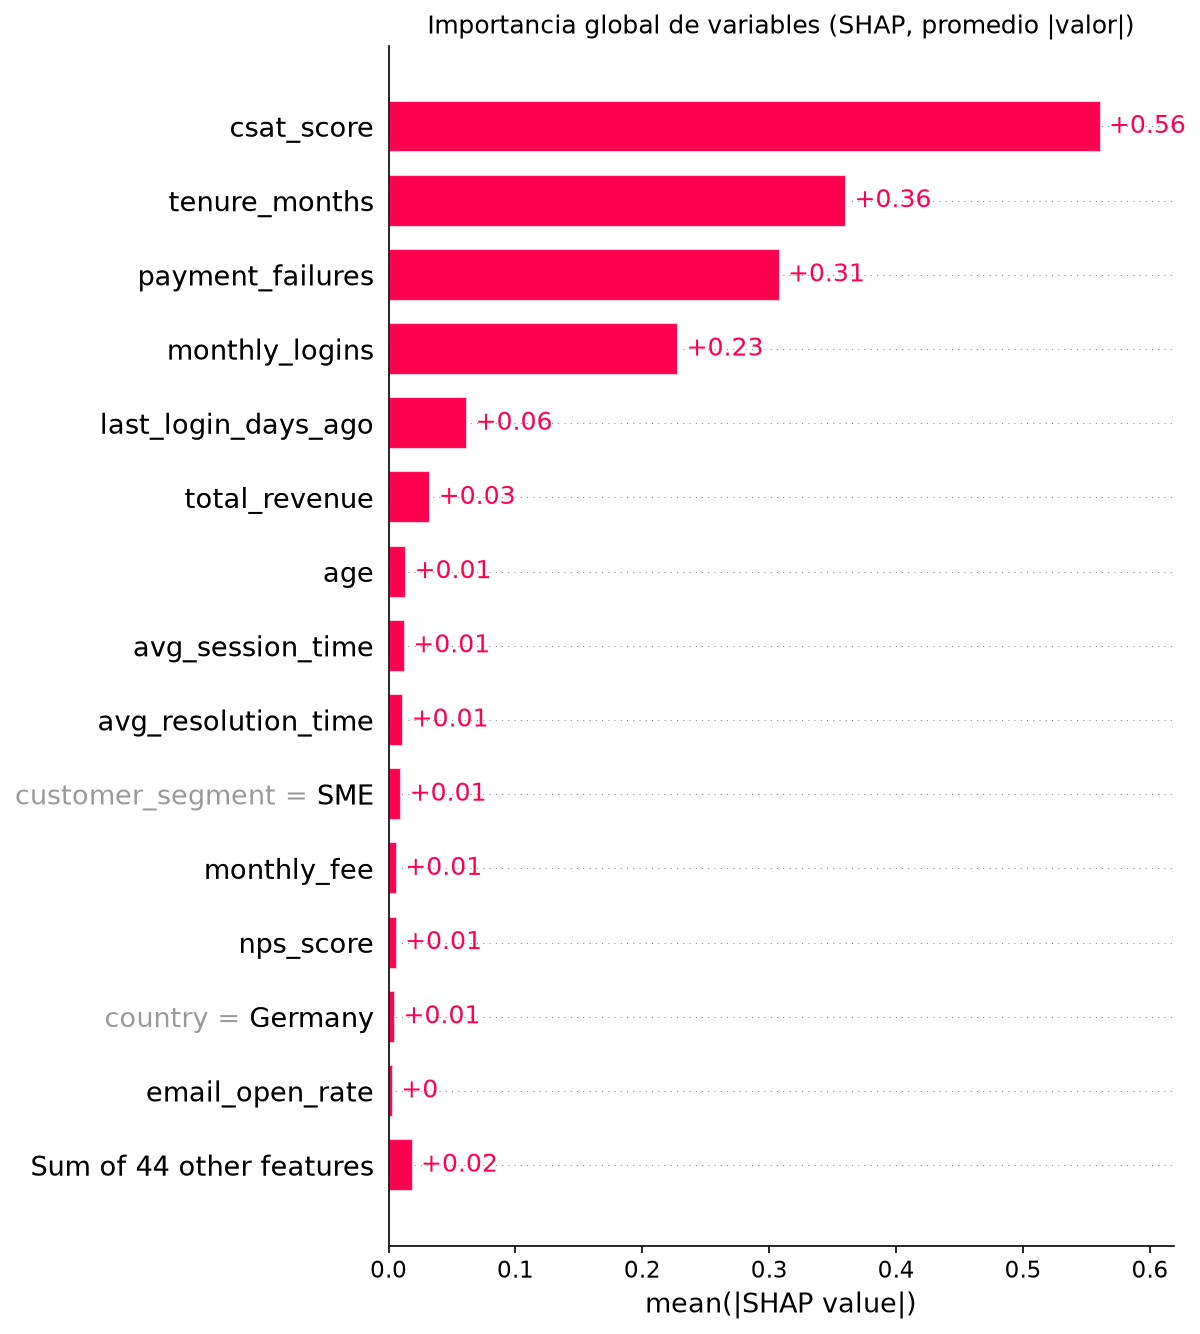 Importancia global de variables (SHAP, promedio |valor|)
csat_score +0.56
tenure_months +0.36
payment_failures +0.31
monthly_logins +0.23
last_login_days_ago +0.06
total_revenue +0.03
age +0.01
avg_session_time +0.01
avg_resolution_time +0.01
customer_segment = SME +0.01
monthly_fee +0.01
nps_score +0.01
country = Germany +0.01
email_open_rate +0
Sum of 44 other features +0.02
0.0 0.1 0.2 0.3 0.4 0.5 0.6
mean(|SHAP value|)